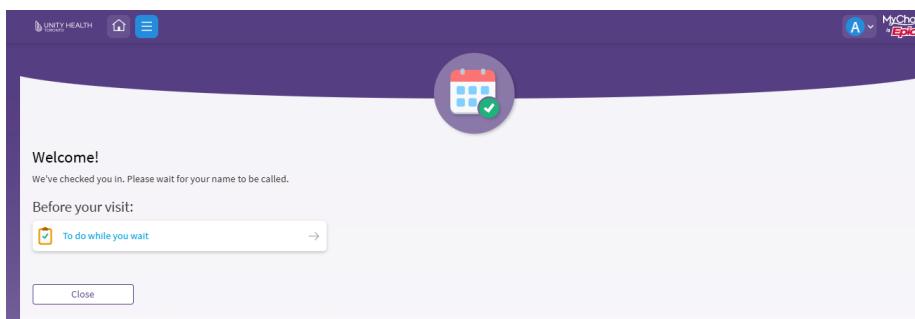 UNITY HEALTH
TORONTO
A
Epic
Welcome!
We've checked you in. Please wait for your name to be called.
Before your visit:
To do while you wait
Close